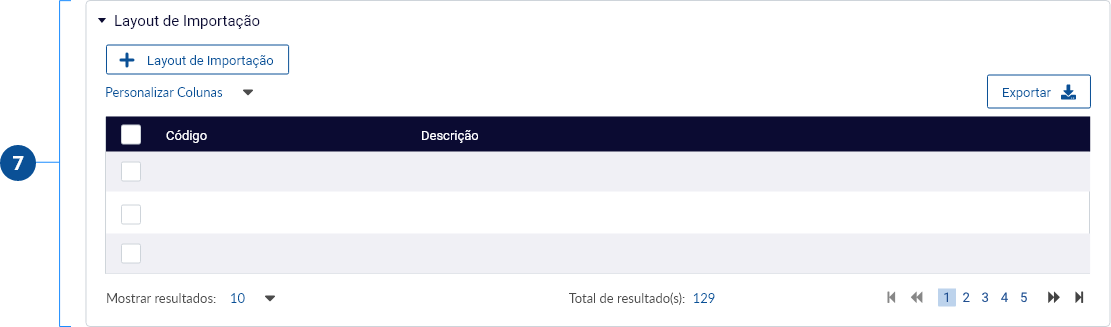 Layout de Importação
Layout de Importação
Personalizar Colunas
Exportar
Código Descrição
7
Mostrar resultados: 10 Total de resultado(s): 129 1 2 3 4 5